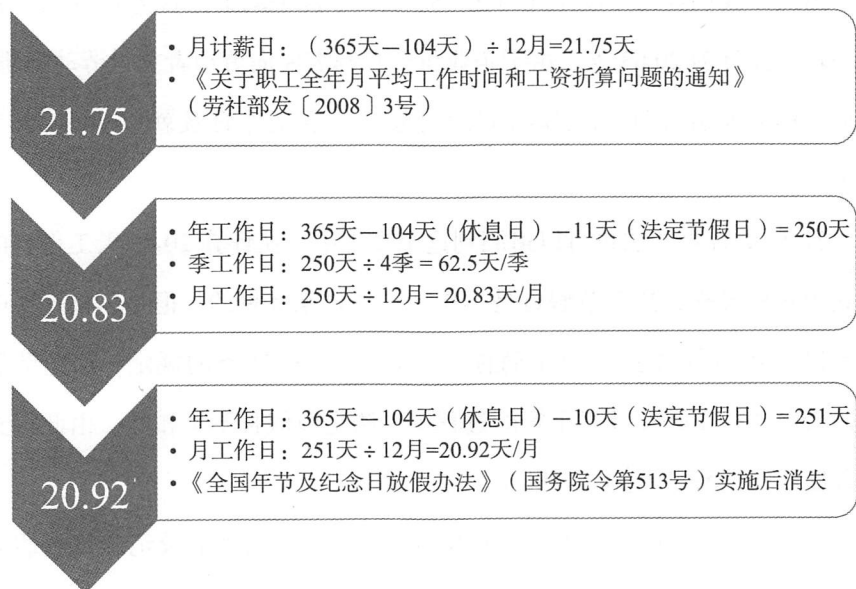 21.75
• 月计薪日：（365天－104天）÷12月=21.75天
• 《关于职工全年月平均工作时间和工资折算问题的通知》
（劳社部发〔2008〕3号）
20.83
• 年工作日：365天－104天（休息日）－11天（法定节假日）= 250天
• 季工作日：250天÷4季 = 62.5天/季
• 月工作日：250天÷12月= 20.83天/月
20.92
• 年工作日：365天－104天（休息日）－10天（法定节假日）= 251天
• 月工作日：251天÷12月=20.92天/月
• 《全国年节及纪念日放假办法》（国务院令第513号）实施后消失